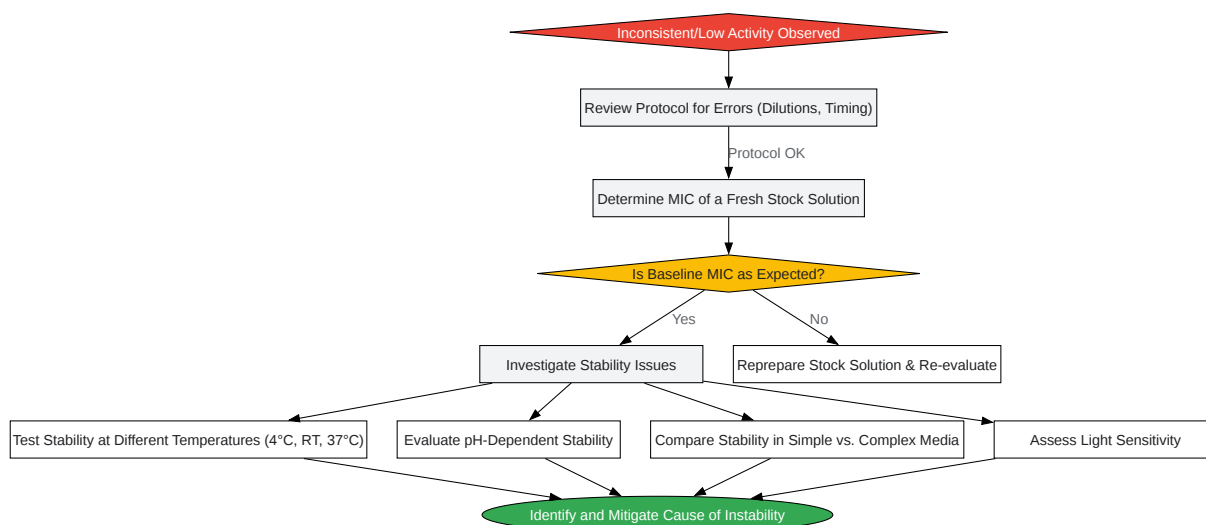 Inconsistent/Low Activity Observed
Review Protocol for Errors (Dilutions, Timing)
Protocol OK
Determine MIC of a Fresh Stock Solution
Is Baseline MIC as Expected?
Yes
No
Investigate Stability Issues
Reprepare Stock Solution & Re-evaluate
Test Stability at Different Temperatures (4°C, RT, 37°C)
Evaluate pH-Dependent Stability
Compare Stability in Simple vs. Complex Media
Assess Light Sensitivity
Identify and Mitigate Cause of Instability